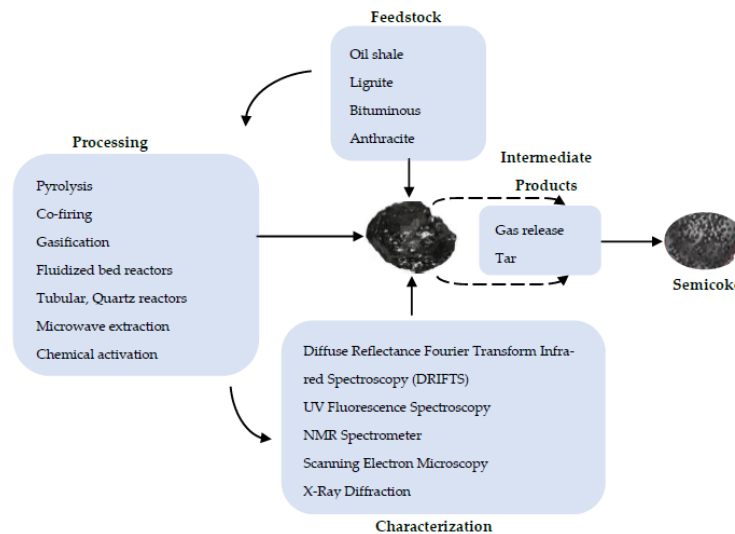 Feedstock
Oil shale
Lignite
Bituminous
Anthracite
Processing
Pyrolysis
Co-firing
Gasification
Fluidized bed reactors
Tubular, Quartz reactors
Microwave extraction
Chemical activation
Intermediate
Products
Gas release
Tar
Semicoke
Diffuse Reflectance Fourier Transform Infra-
red Spectroscopy (DRIFTS)
UV Fluorescence Spectroscopy
NMR Spectrometer
Scanning Electron Microscopy
X-Ray Diffraction
Characterization